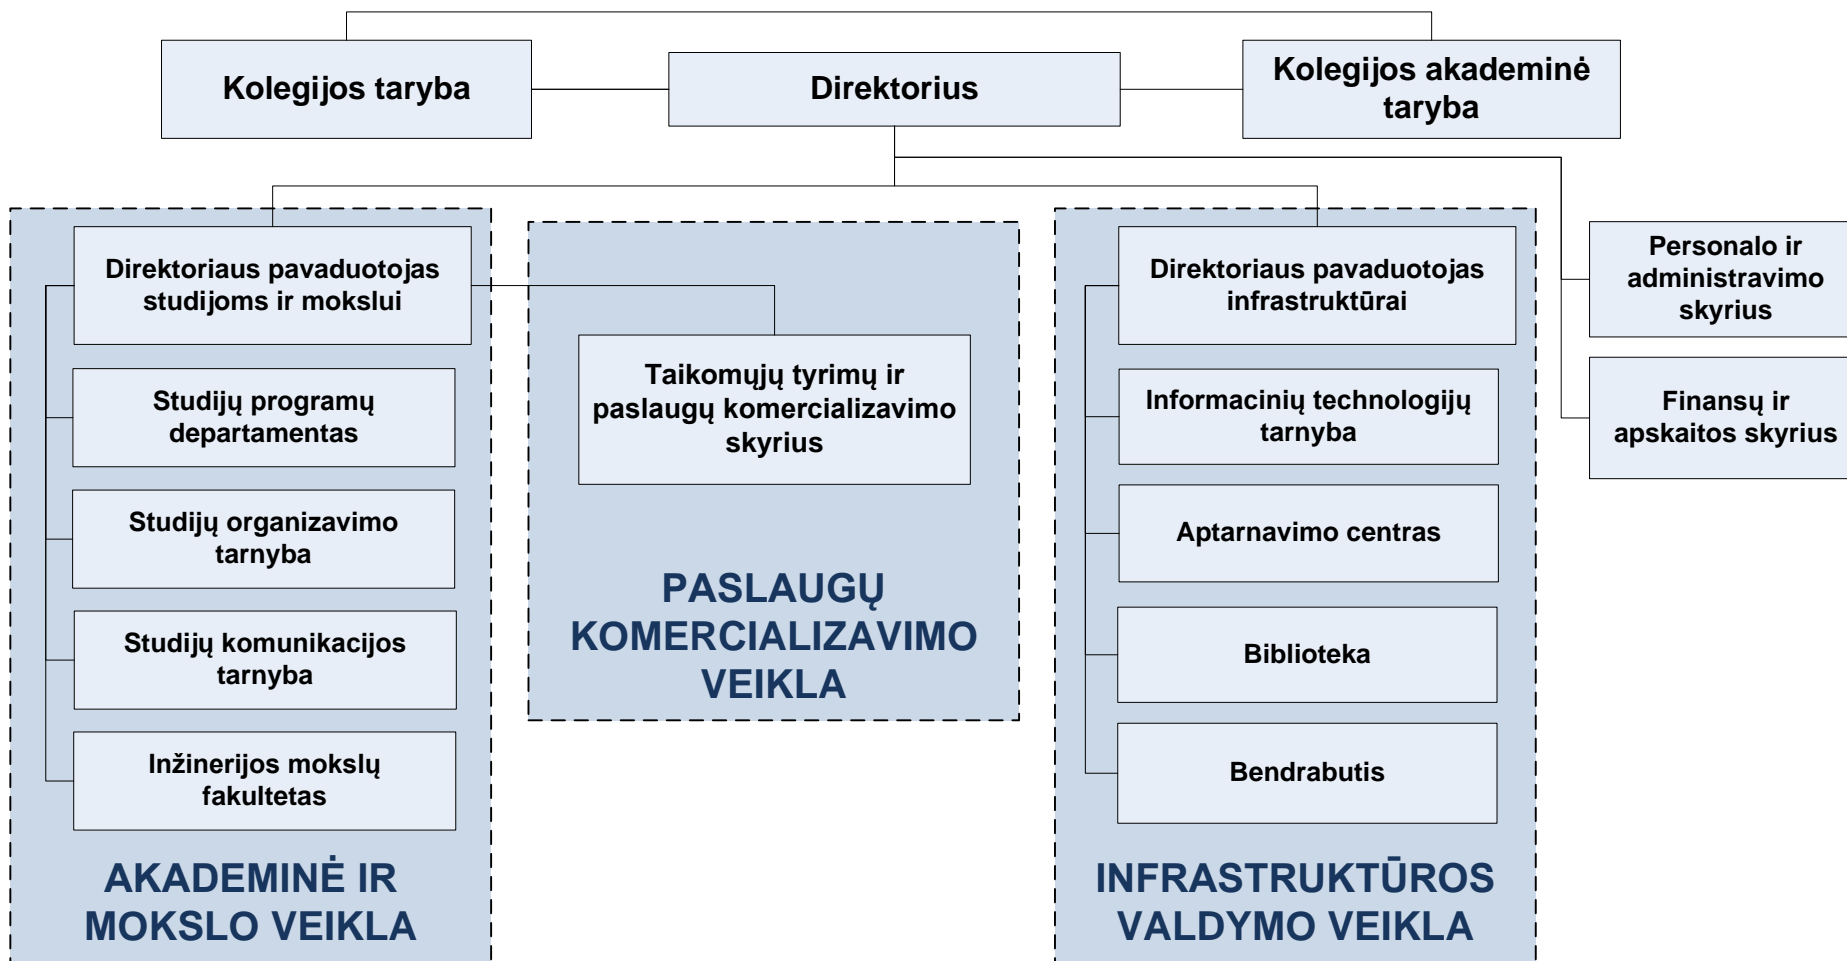 Kolegijos taryba
Direktorius
Kolegijos akademinė
taryba
Direktoriaus pavaduotojas
studijoms ir mokslui
Studijų programų
departamentas
Studijų organizavimo
tarnyba
Studijų komunikacijos
tarnyba
Inžinerijos mokslų
fakultetas
AKADEMINĖ IR
MOKSLO VEIKLA
Taikomųjų tyrimų ir
paslaugų komercializavimo
skyrius
PASLAUGŲ
KOMERCIALIZAVIMO
VEIKLA
Direktoriaus pavaduotojas
infrastruktūrai
Informacinių technologijų
tarnyba
Aptarnavimo centras
Biblioteka
Bendrabutis
INFRASTRUKTŪROS
VALDYMO VEIKLA
Personalo ir
administravimo
skyrius
Finansų ir
apskaitos skyrius